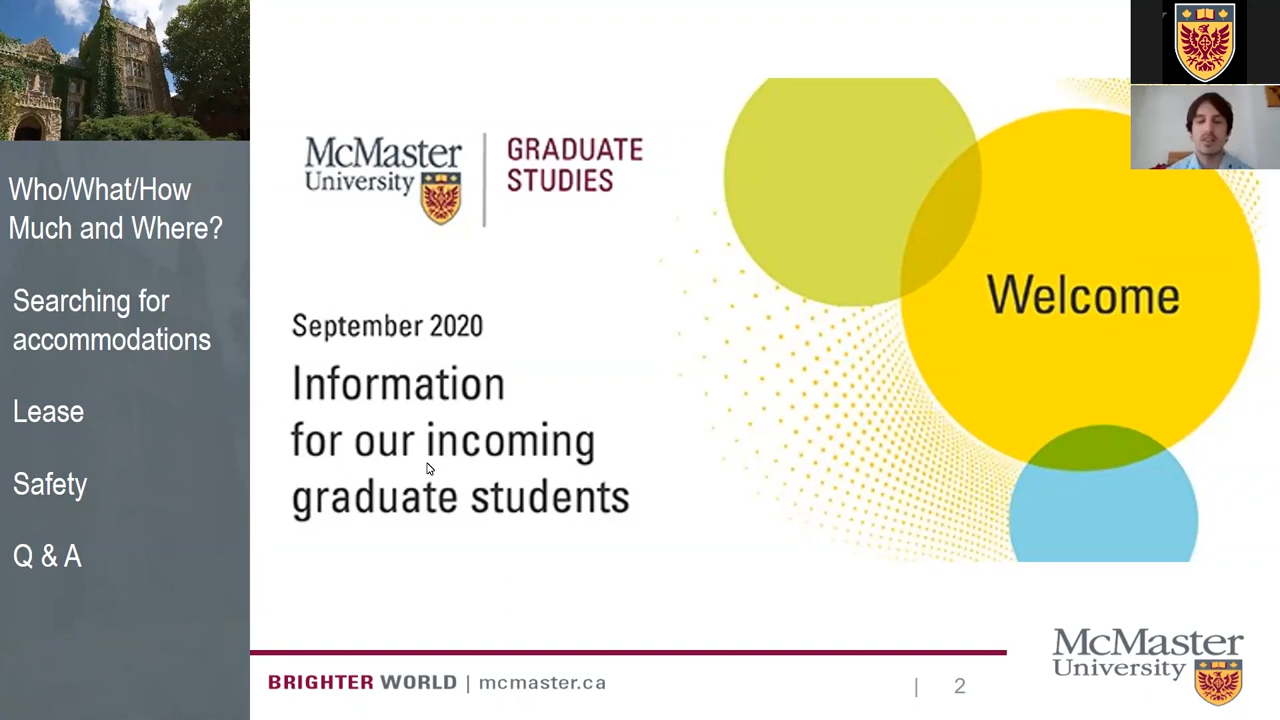 Who/What/How
Much and Where?
Searching for
accommodations
Lease
Safety
Q & A
McMaster
University
GRADUATE
STUDIES
September 2020
Information
for our incoming
graduate students
Welcome
BRIGHTER WORLD | mcmaster.ca
| 2
McMaster
University